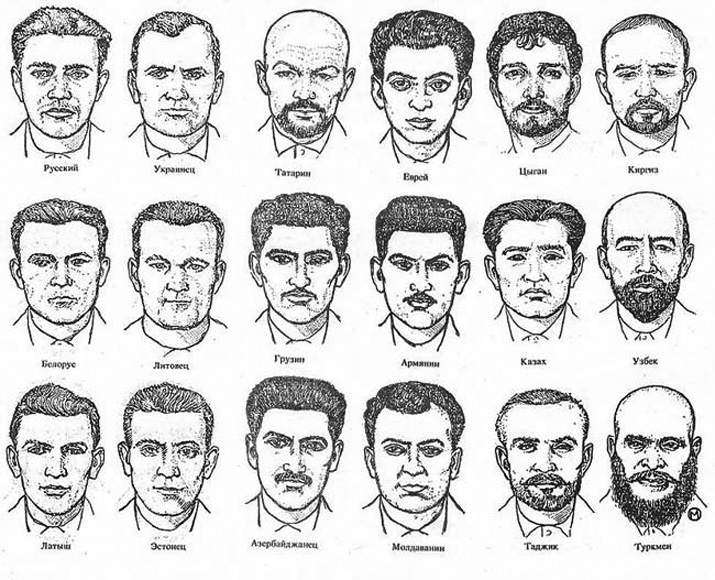 Русский
Украинец
Татарин
Еврей
Цыган
Киргиз
Белорус
Литовец
Грузин
Армянин
Казах
Узбек
Латыш
Эстонец
Азербайджанец
Молдаванин
Таджик
Туркмен
М